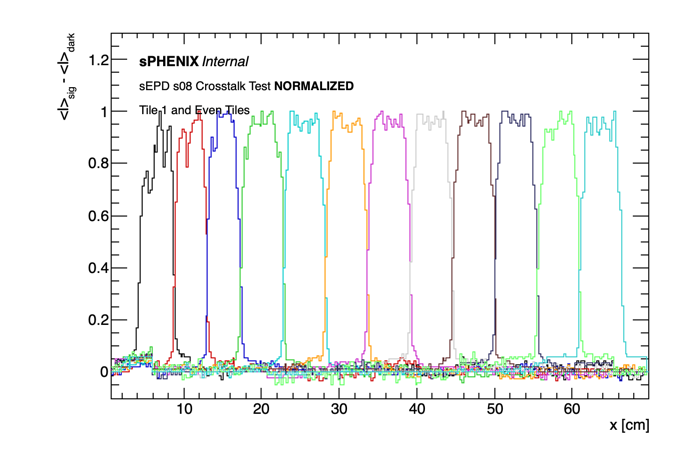 <I>sig - <I>dark
sPHENIX Internal
sEPD s08 Crosstalk Test NORMALIZED
Tile 1 and Even Tiles
1.2
1
0.8
0.6
0.4
0.2
0
10 20 30 40 50 60
x [cm]